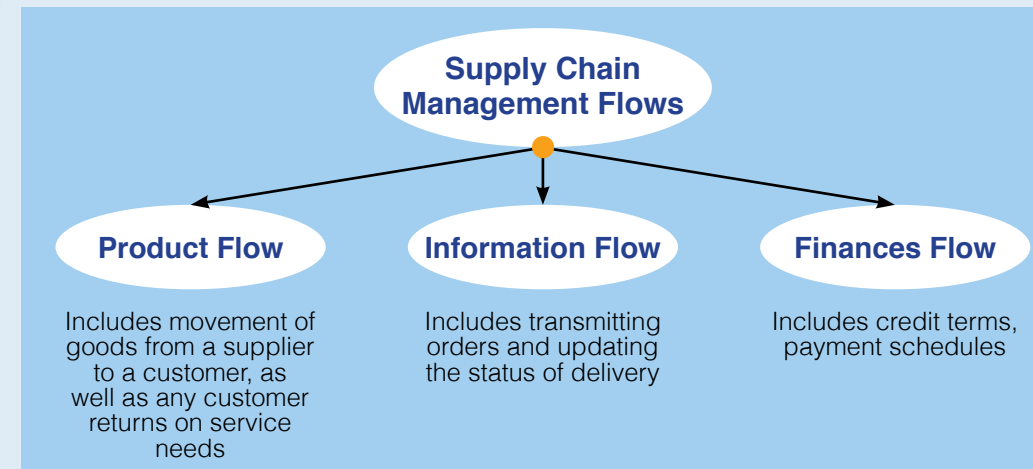 Supply Chain
Management Flows
Product Flow
Information Flow
Finances Flow
Includes movement of
goods from a supplier
to a customer, as
well as any customer
returns on service
needs
Includes transmitting
orders and updating
the status of delivery
Includes credit terms,
payment schedules